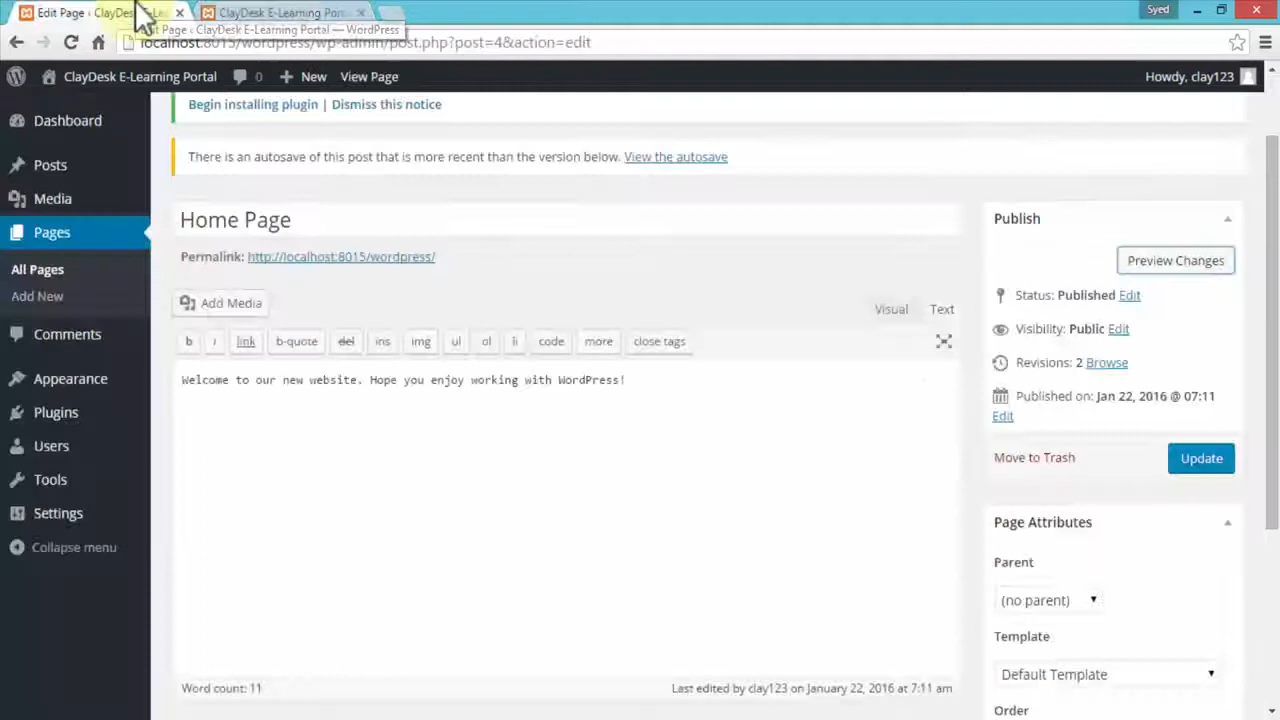 Edit Page ‹ ClayDesk E-Le
ClayDesk E-Learning Port
Syed
Edit Page ‹ ClayDesk E-Learning Portal — WordPress
localhost:8015/wordpress/wp-admin/post.php?post=4&action=edit
ClayDesk E-Learning Portal
0
New
View Page
Howdy, clay123
Begin installing plugin | Dismiss this notice
Dashboard
There is an autosave of this post that is more recent than the version below. View the autosave
Posts
Media
Pages
All Pages
Add New
Comments
Appearance
Plugins
Users
Tools
Settings
Collapse menu
Home Page
Permalink: http://localhost:8015/wordpress/
Add Media
Visual
Text
b
i
link
b-quote
del
ins
img
ul
ol
li
code
more
close tags
Welcome to our new website. Hope you enjoy working with WordPress!
Word count: 11
Last edited by clay123 on January 22, 2016 at 7:11 am
Publish
Preview Changes
Status: Published Edit
Visibility: Public Edit
Revisions: 2 Browse
Published on: Jan 22, 2016 @ 07:11
Edit
Move to Trash
Update
Page Attributes
Parent
(no parent)
Template
Default Template
Order